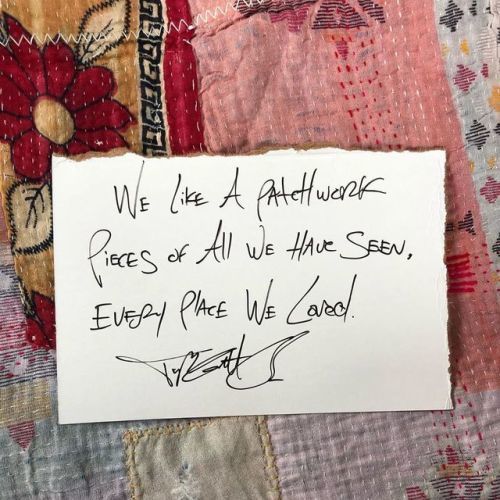 We like A patchwork
Pieces of All We Have Seen,
Every Place We Loved.